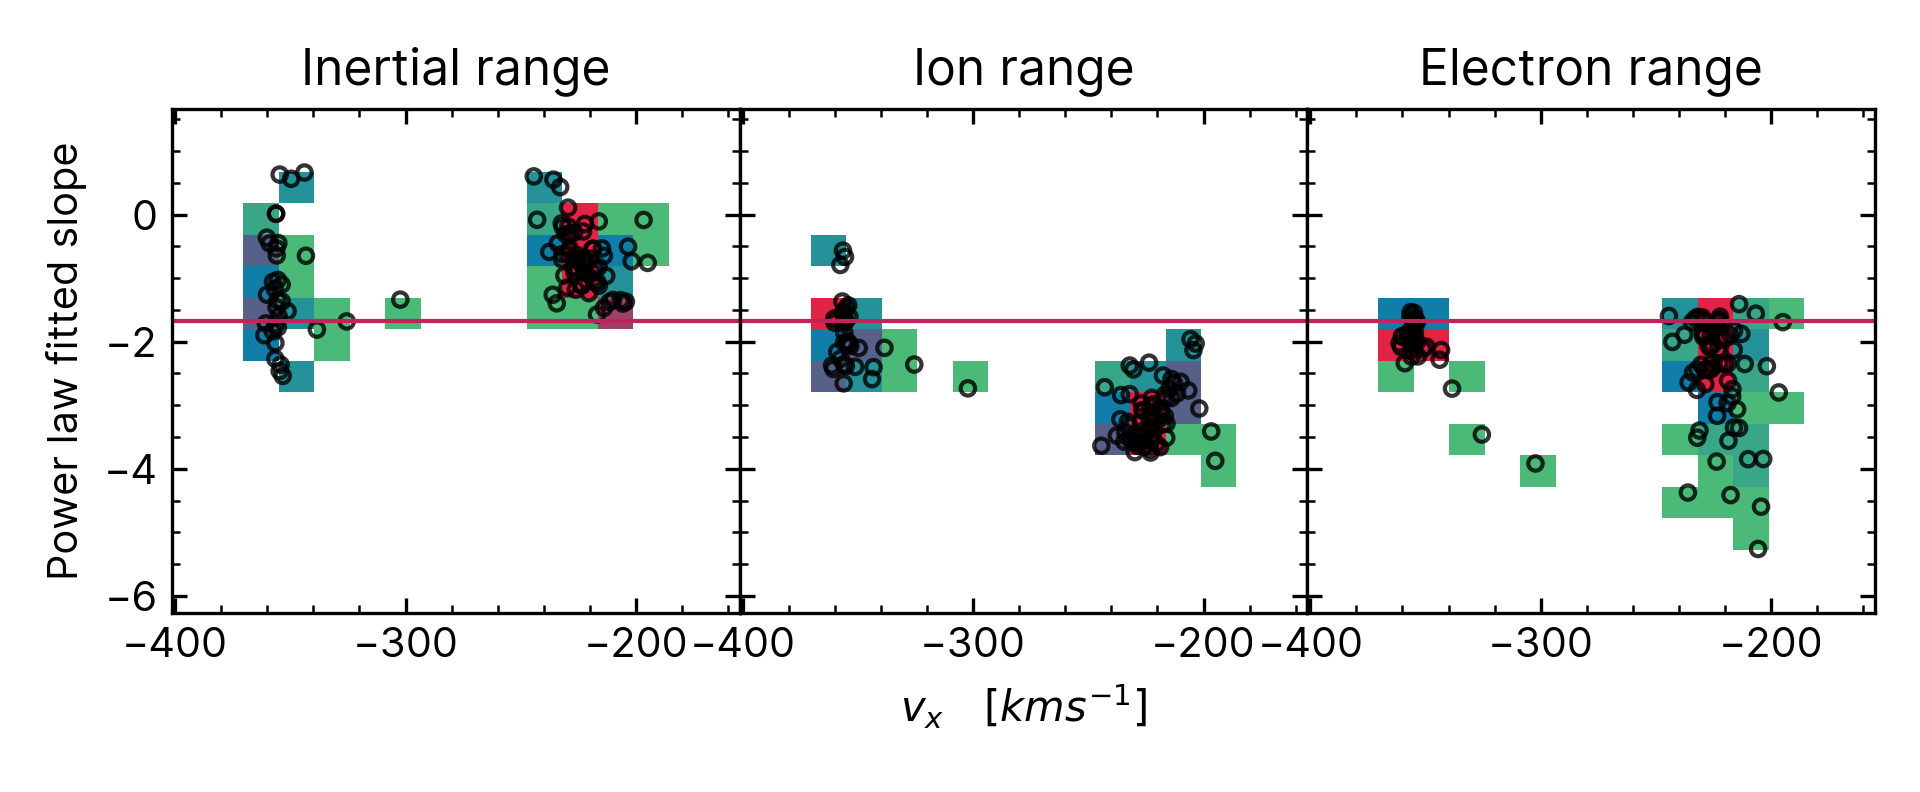 Inertial range Ion range Electron range
Power law fitted slope
0
−2
−4
−6
−400 −300 −200 −400 −300 −200 −400 −300 −200
v_x [kms⁻¹]